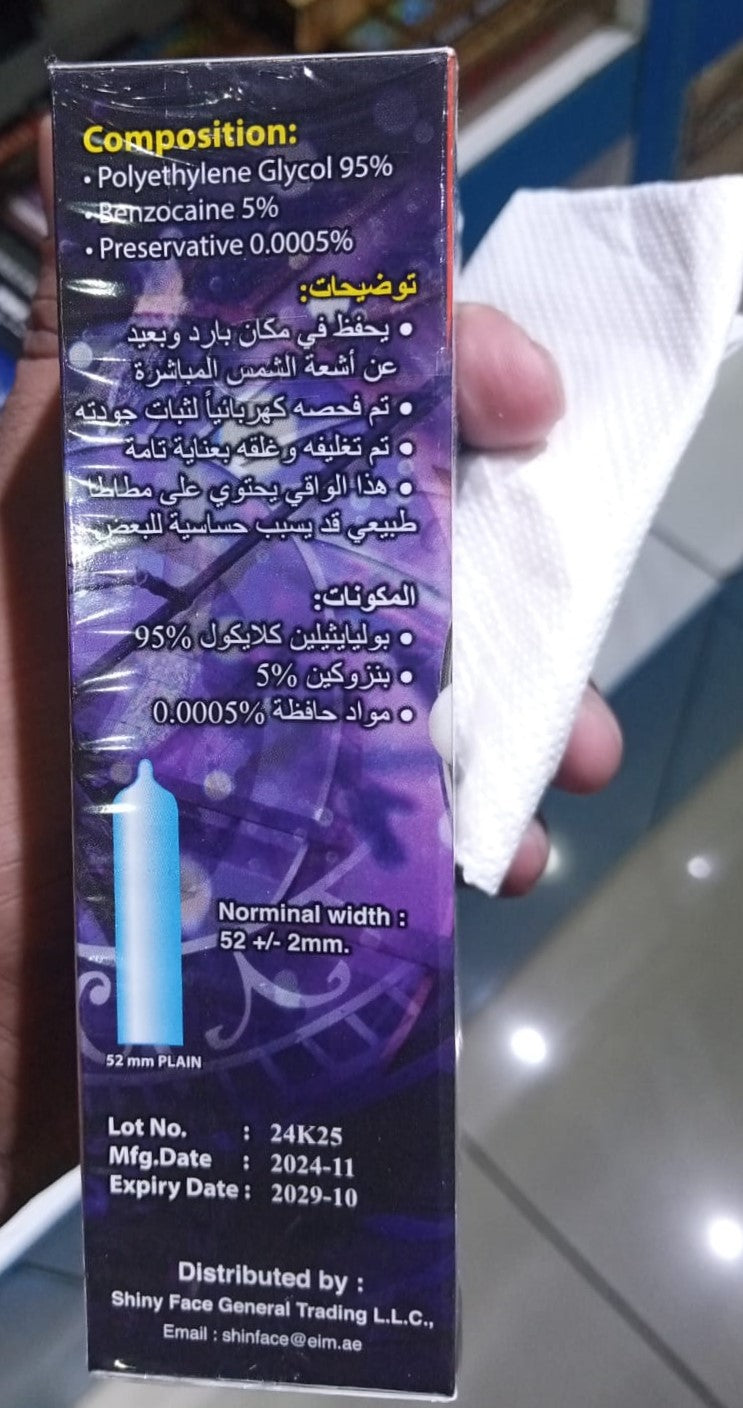 Composition:
• Polyethylene Glycol 95%
• Benzocaine 5%
• Preservative 0.0005%
توضيحات:
• يحفظ في مكان بارد وبعيد
عن أشعة الشمس المباشرة
• تم فحصه كهربائياً لثبات جودته
• تم تغليفه وغلقه بعناية تامة
• هذا الواقي يحتوي على مطاط
طبيعي قد يسبب حساسية للبعض
المكونات:
• بوليايثيلين كلايكول 95%
• بنزوكين 5%
• مواد حافظة 0.0005%
Norminal width :
52 +/- 2mm.
52 mm PLAIN
Lot No. : 24K25
Mfg.Date : 2024-11
Expiry Date : 2029-10
Distributed by :
Shiny Face General Trading L.L.C.,
Email : shinface@eim.ae